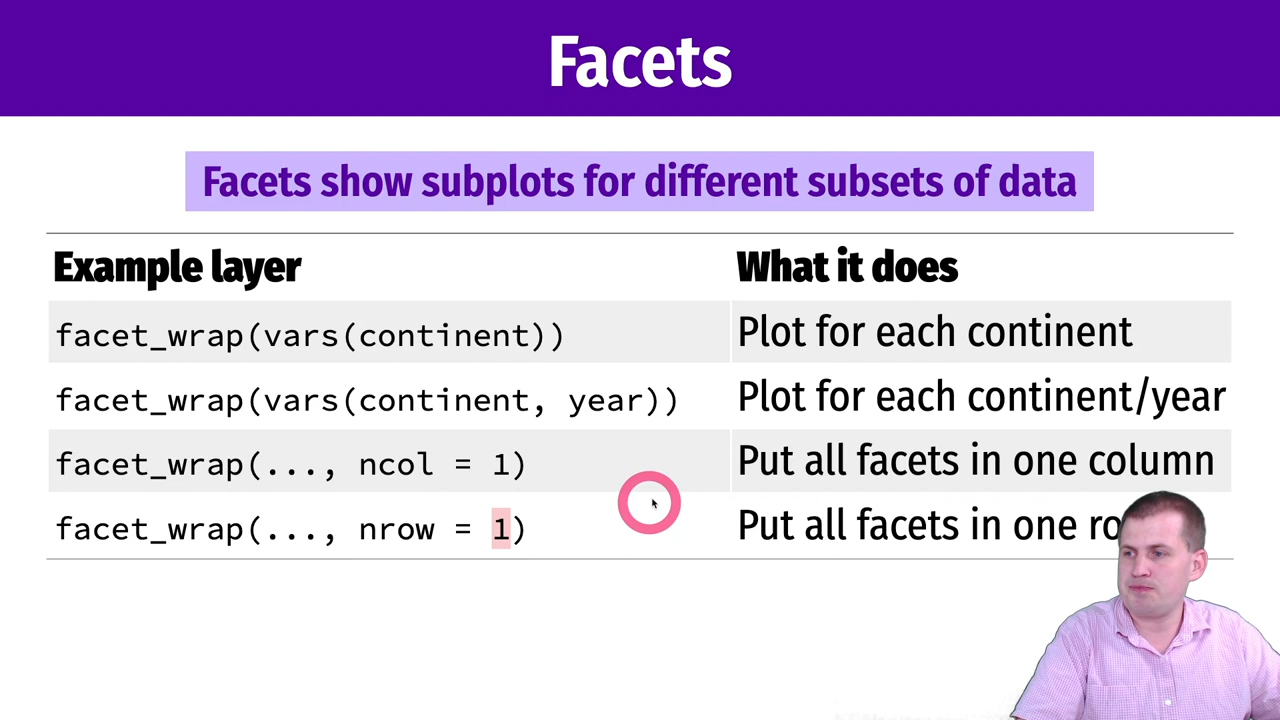 Facets
Facets show subplots for different subsets of data
Example layer What it does
facet_wrap(vars(continent)) Plot for each continent
facet_wrap(vars(continent, year)) Plot for each continent/year
facet_wrap(..., ncol = 1) Put all facets in one column
facet_wrap(..., nrow = 1) Put all facets in one